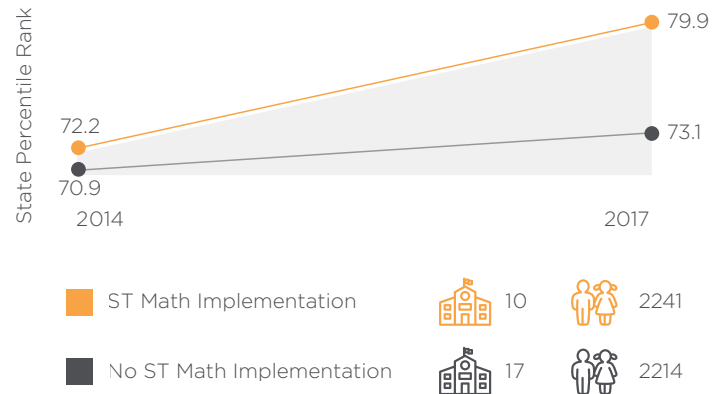 State Percentile Rank
79.9
72.2
73.1
70.9
2014 2017
ST Math Implementation 10 2241
No ST Math Implementation 17 2214